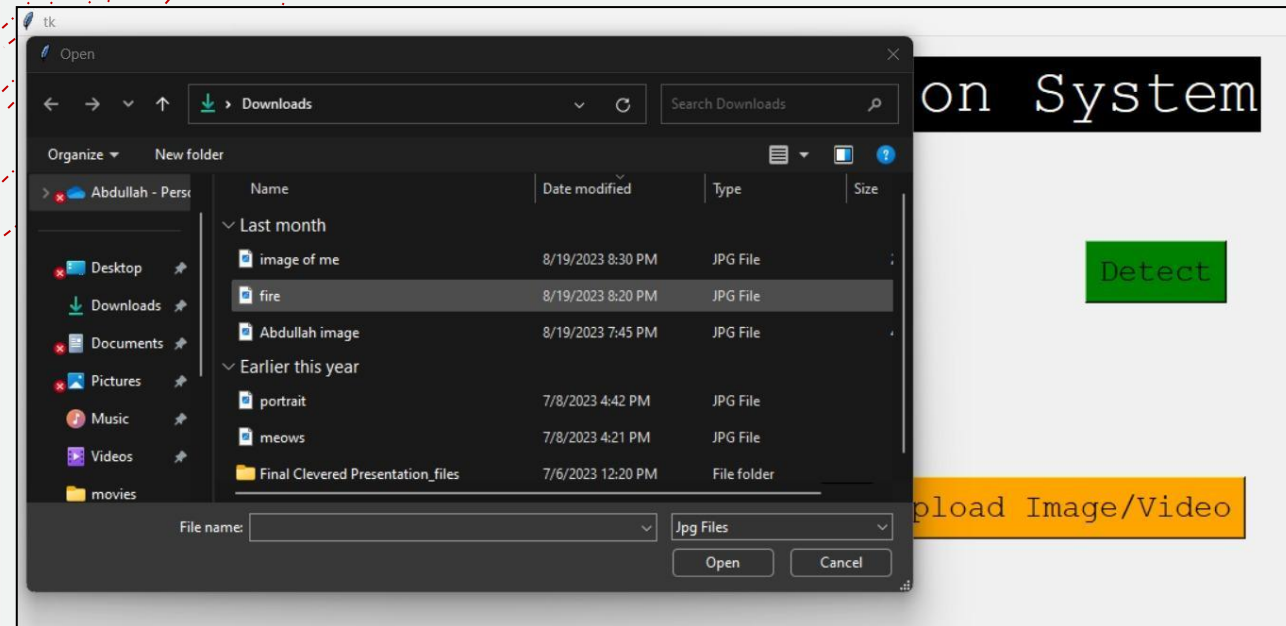 tk
Open
on System
Downloads
Search Downloads
Organize
New folder
Name Date modified Type Size
Abdullah - Perso
Last month
image of me 8/19/2023 8:30 PM JPG File
Desktop
fire 8/19/2023 8:20 PM JPG File
Detect
Downloads
Abdullah image 8/19/2023 7:45 PM JPG File
Documents
Earlier this year
Pictures
portrait 7/8/2023 4:42 PM JPG File
Music
meows 7/8/2023 4:21 PM JPG File
Videos
Final Clevered Presentation_files 7/6/2023 12:20 PM File folder
movies
pload Image/Video
File name:
Jpg Files
Open
Cancel